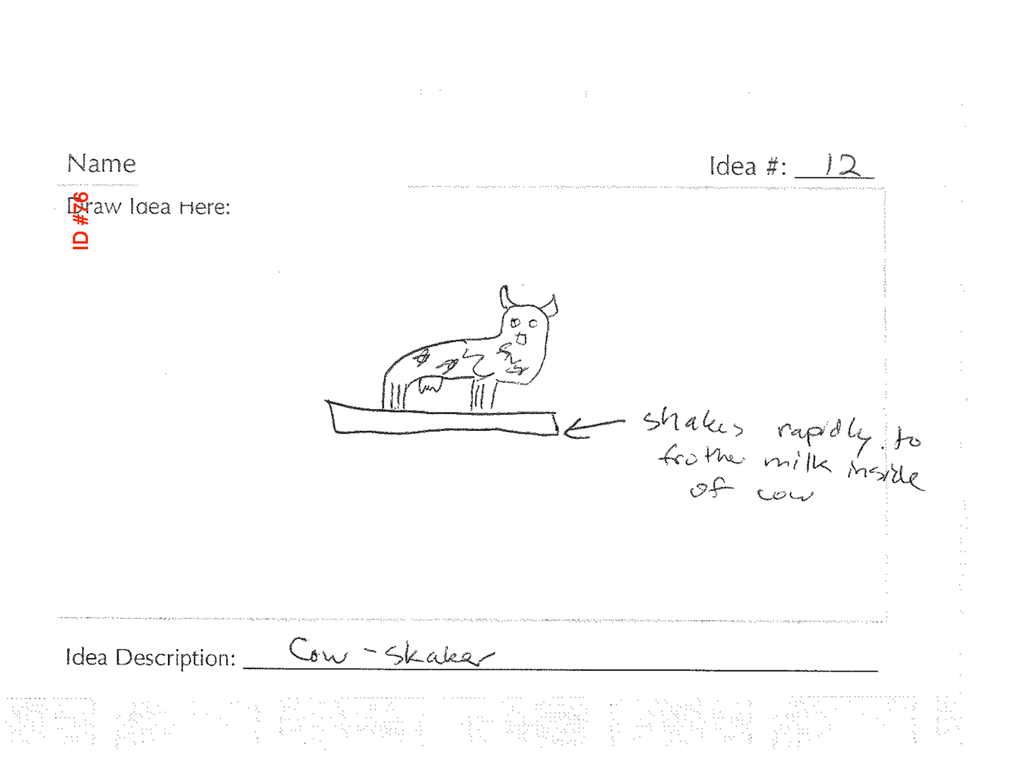 Name
Idea #: 12
ID #76
Draw Idea Here:
shakes rapidly to
frother milk inside
of cow
Idea Description: Cow-shaker